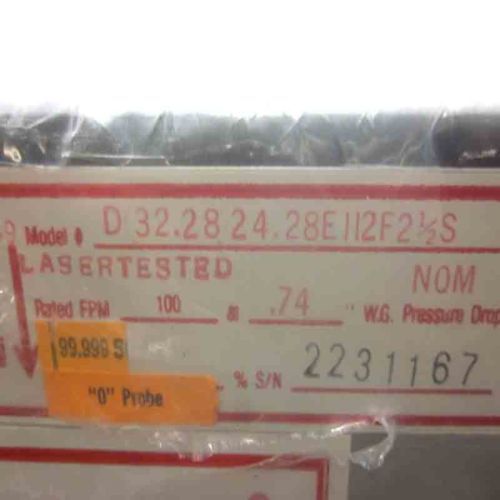 Model # D 32.28 24.28E112F2½S
LASERTESTED
NOM
Rated FPM 100 @ .74 " W.G. Pressure Drop
99.999 S
"0" Probe
% S/N 2231167